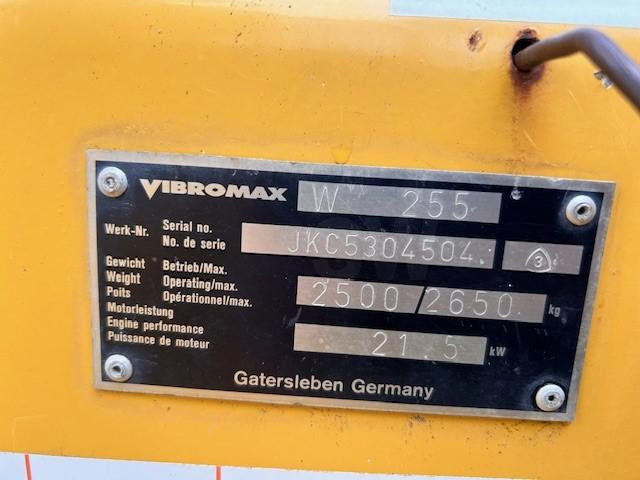 VIBROMAX W 255
Werk-Nr. Serial no. No. de serie JKC5304504. 3
Gewicht Betrieb/Max.
Weight Operating/max. 2500/2650 kg
Poits Opérationnel/max.
Motorleistung
Engine performance 21.5 kW
Puissance de moteur
Gatersleben Germany